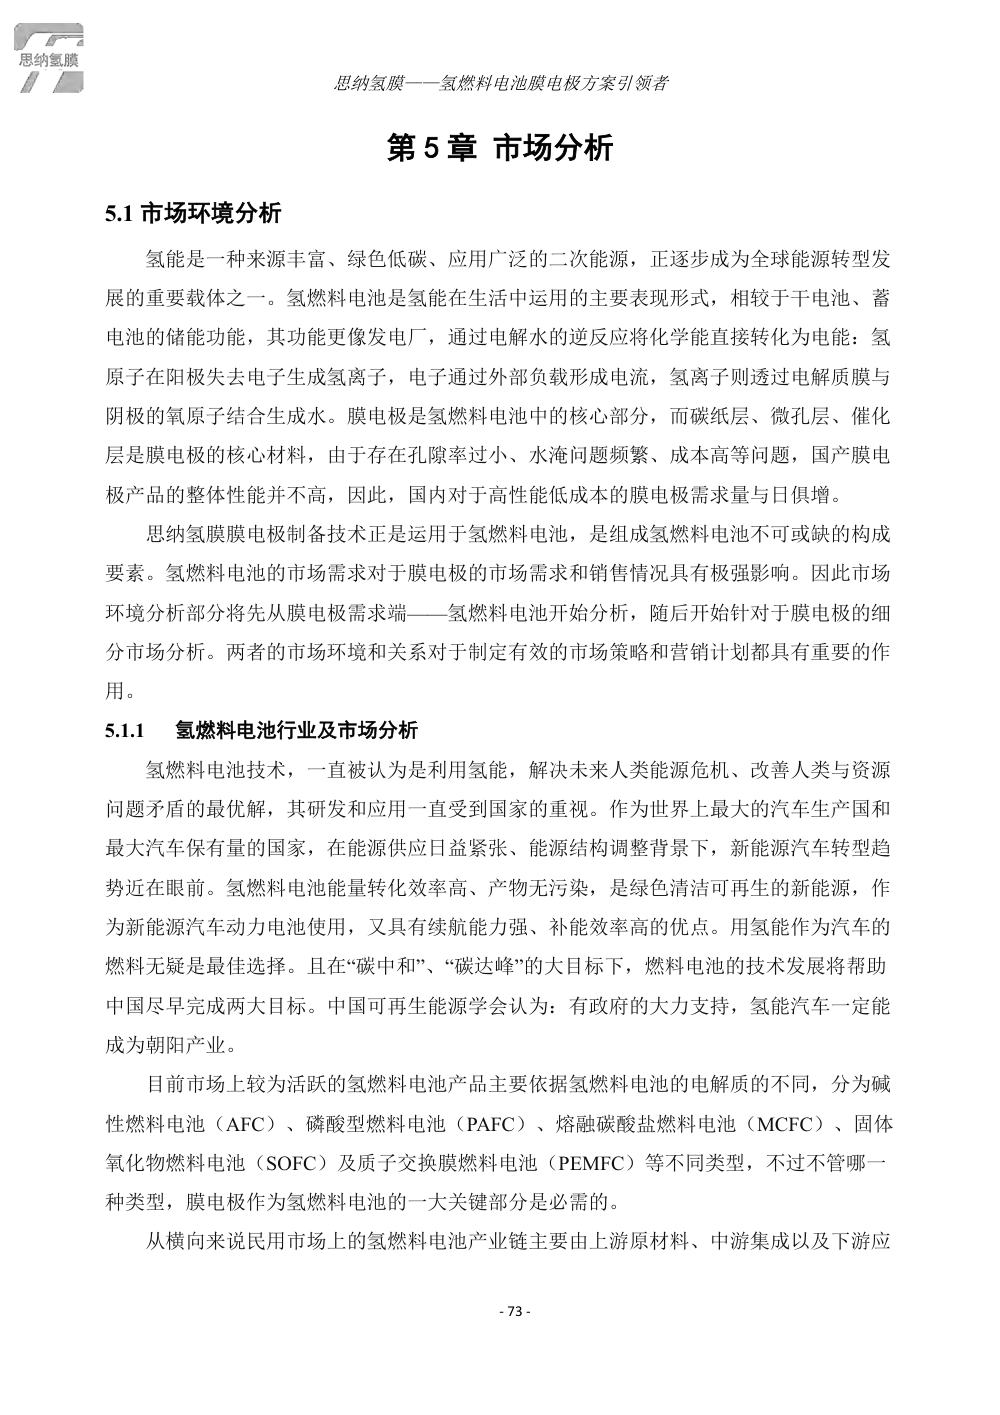 思纳氢膜
思纳氢膜——氢燃料电池膜电极方案引领者
第 5 章 市场分析
5.1 市场环境分析
氢能是一种来源丰富、绿色低碳、应用广泛的二次能源，正逐步成为全球能源转型发
展的重要载体之一。氢燃料电池是氢能在生活中运用的主要表现形式，相较于干电池、蓄
电池的储能功能，其功能更像发电厂，通过电解水的逆反应将化学能直接转化为电能：氢
原子在阳极失去电子生成氢离子，电子通过外部负载形成电流，氢离子则透过电解质膜与
阴极的氧原子结合生成水。膜电极是氢燃料电池中的核心部分，而碳纸层、微孔层、催化
层是膜电极的核心材料，由于存在孔隙率过小、水淹问题频繁、成本高等问题，国产膜电
极产品的整体性能并不高，因此，国内对于高性能低成本的膜电极需求量与日俱增。
思纳氢膜膜电极制备技术正是运用于氢燃料电池，是组成氢燃料电池不可或缺的构成
要素。氢燃料电池的市场需求对于膜电极的市场需求和销售情况具有极强影响。因此市场
环境分析部分将先从膜电极需求端——氢燃料电池开始分析，随后开始针对于膜电极的细
分市场分析。两者的市场环境和关系对于制定有效的市场策略和营销计划都具有重要的作
用。
5.1.1 氢燃料电池行业及市场分析
氢燃料电池技术，一直被认为是利用氢能，解决未来人类能源危机、改善人类与资源
问题矛盾的最优解，其研发和应用一直受到国家的重视。作为世界上最大的汽车生产国和
最大汽车保有量的国家，在能源供应日益紧张、能源结构调整背景下，新能源汽车转型趋
势近在眼前。氢燃料电池能量转化效率高、产物无污染，是绿色清洁可再生的新能源，作
为新能源汽车动力电池使用，又具有续航能力强、补能效率高的优点。用氢能作为汽车的
燃料无疑是最佳选择。且在“碳中和”、“碳达峰”的大目标下，燃料电池的技术发展将帮助
中国尽早完成两大目标。中国可再生能源学会认为：有政府的大力支持，氢能汽车一定能
成为朝阳产业。
目前市场上较为活跃的氢燃料电池产品主要依据氢燃料电池的电解质的不同，分为碱
性燃料电池（AFC）、磷酸型燃料电池（PAFC）、熔融碳酸盐燃料电池（MCFC）、固体
氧化物燃料电池（SOFC）及质子交换膜燃料电池（PEMFC）等不同类型，不过不管哪一
种类型，膜电极作为氢燃料电池的一大关键部分是必需的。
从横向来说民用市场上的氢燃料电池产业链主要由上游原材料、中游集成以及下游应
- 73 -